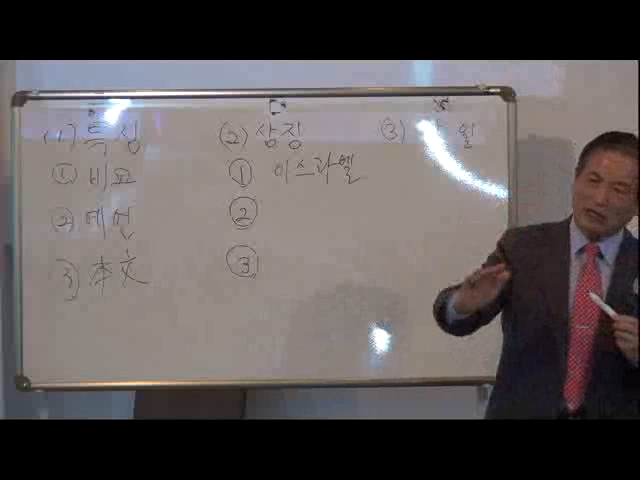 (1) 특징
① 비교
② 예언
③ 本文
(2) 상징
① 이스라엘
②
③
(3)